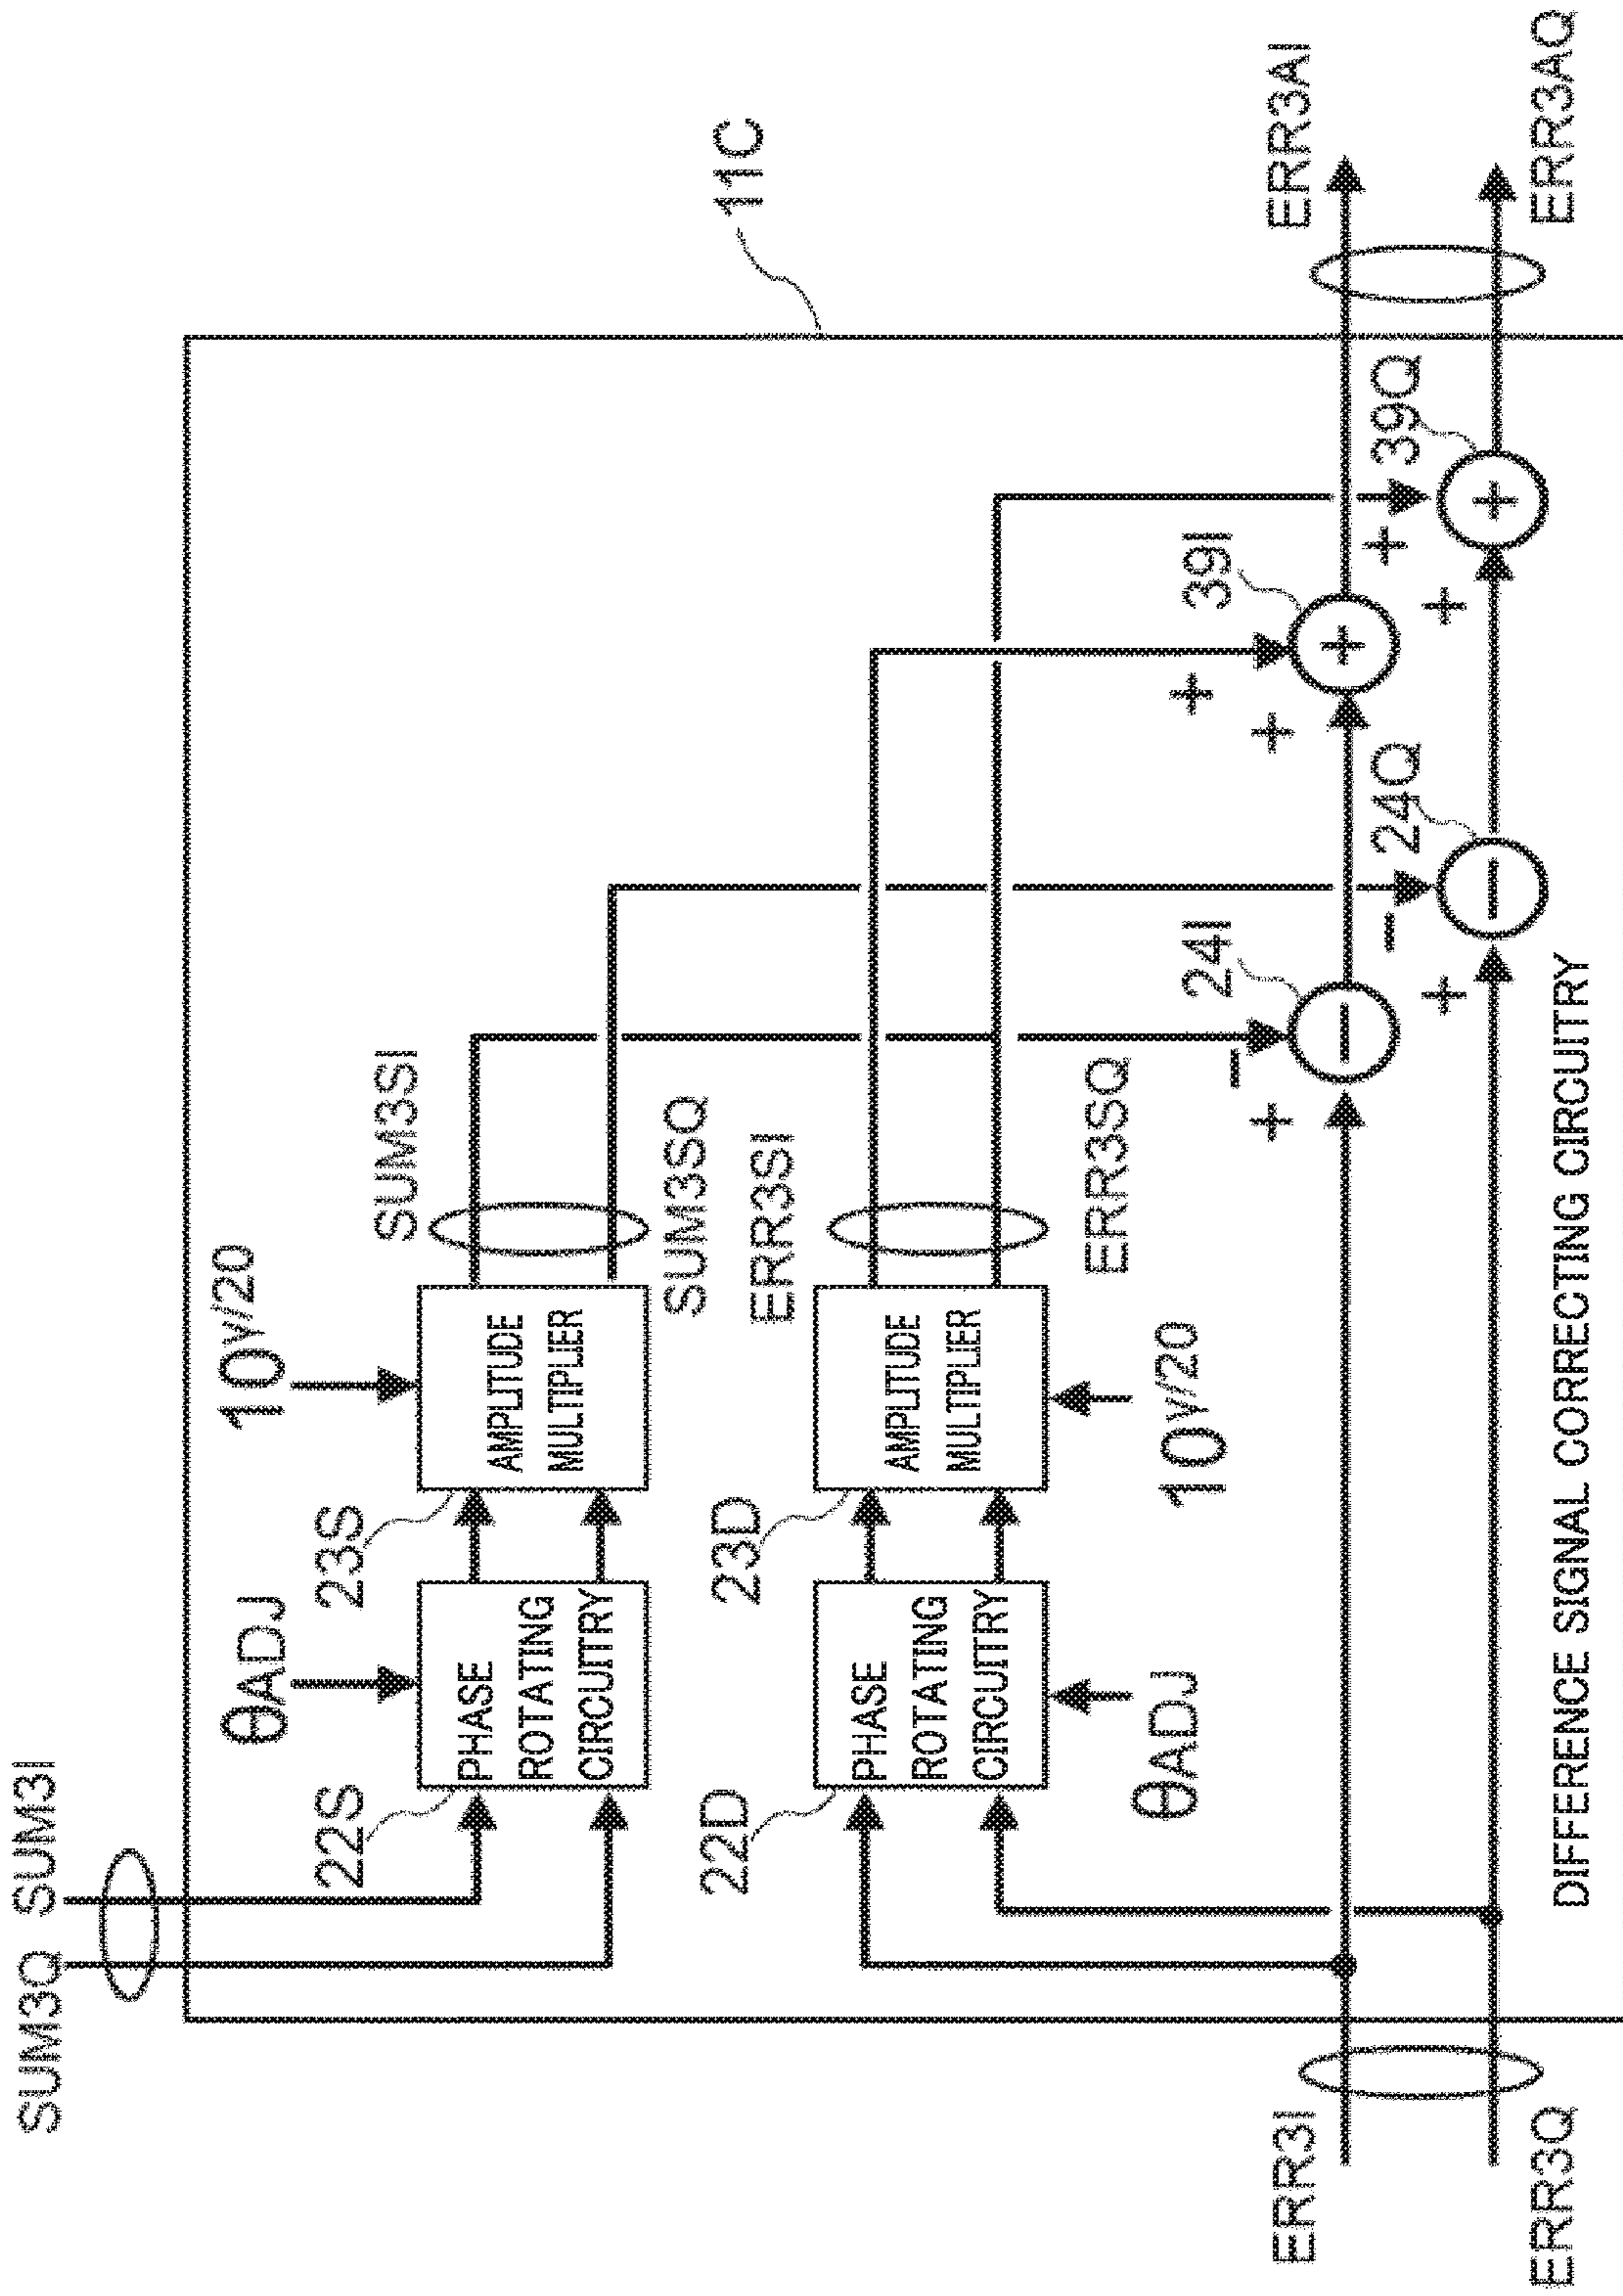 SUM3Q SUM3I
11C
θADJ
10γ/20
22S
23S
SUM3SI
PHASE
ROTATING
CIRCUITRY
AMPLITUDE
MULTIPLIER
SUM3SQ
22D
23D
ERR3SI
PHASE
ROTATING
CIRCUITRY
AMPLITUDE
MULTIPLIER
ERR3SQ
θADJ
10γ/20
24I
39I
ERR3I
+
−
−
+
+
+
ERR3AI
24Q
39Q
ERR3Q
+
−
−
+
+
+
ERR3AQ
DIFFERENCE SIGNAL CORRECTING CIRCUITRY